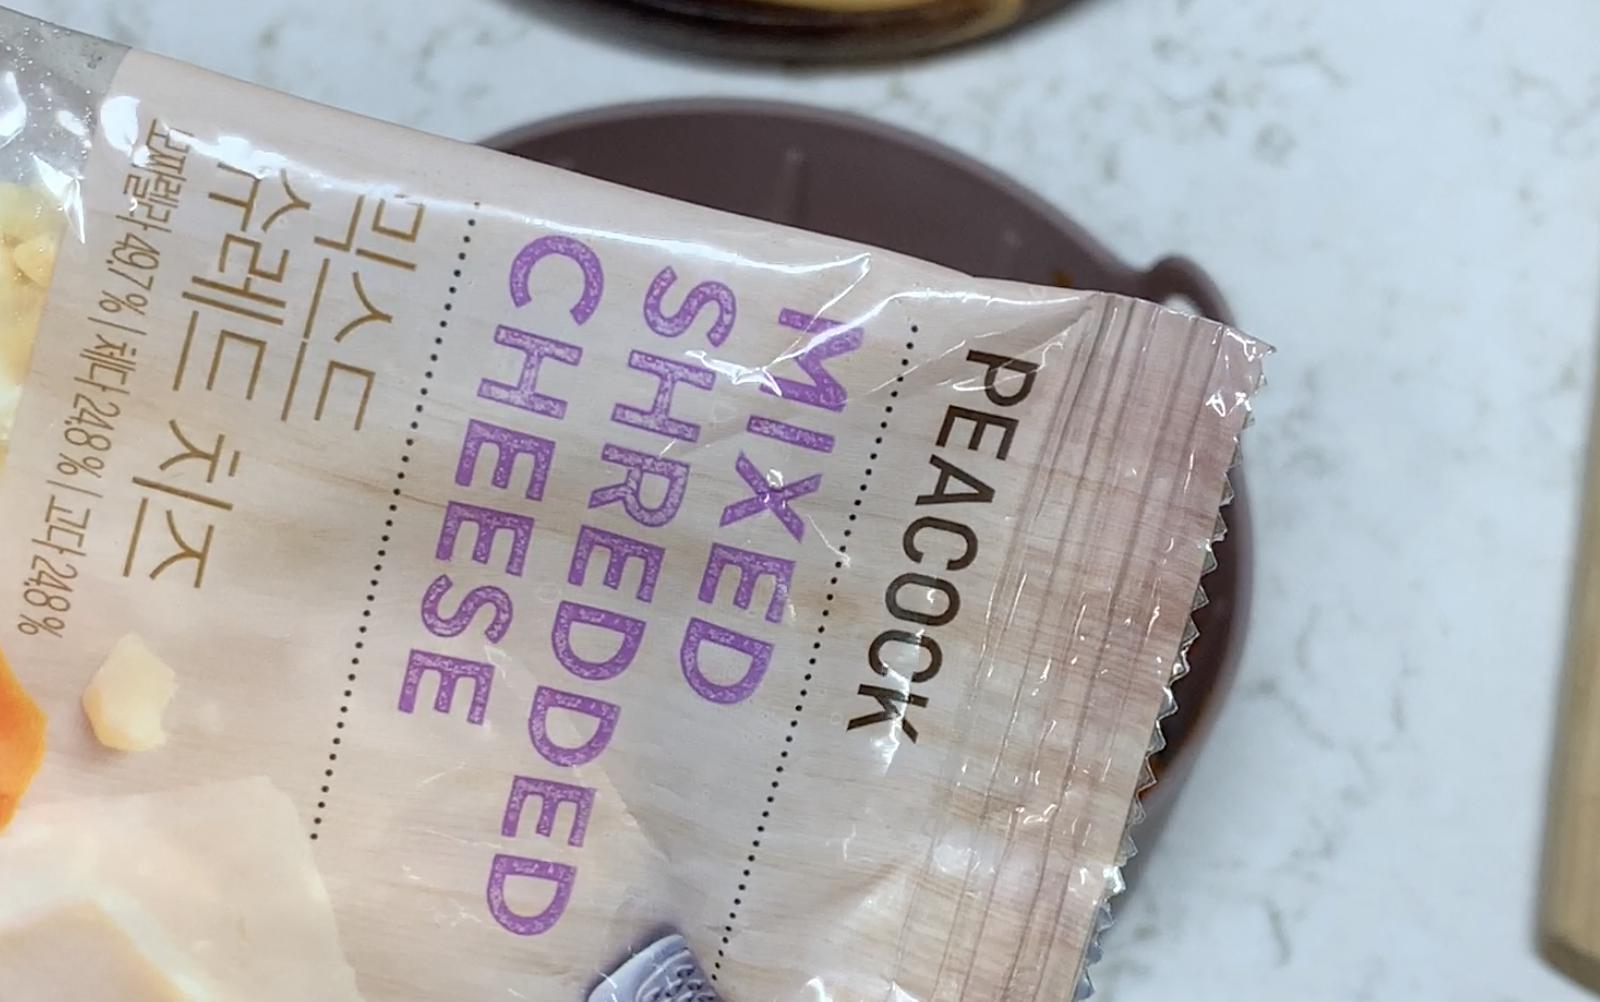 PEACOCK
MIXED
SHREDDED
CHEESE
믹스드
슈레드 치즈
모짜렐라 49.7% | 체다 24.8% | 고다 24.8%